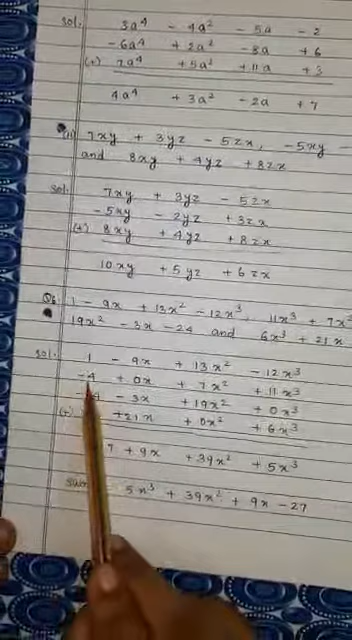 Sol. 3a⁴ - 4a² - 5a - 2
-6a⁴ + 2a² - 8a + 6
(+) 7a⁴ + 5a² + 11a + 3
4a⁴ + 3a² - 2a + 7
7xy + 3yz - 5zx, -5xy -
and 8xy + 4yz + 8zx
Sol. 7xy + 3yz - 5zx
-5xy - 2yz + 3zx
(+) 8xy + 4yz + 8zx
10xy + 5yz + 6zx
1 - 9x + 13x² - 12x³, 11x³ + 7x²
19x² - 3x - 24 and 6x³ + 21x
Sol. 1 - 9x + 13x² - 12x³
-4 + 0x + 7x² + 11x³
4 - 3x + 19x² + 0x³
(+) +21x + 0x² + 6x³
7 + 9x + 39x² + 5x³
5x³ + 39x² + 9x - 27